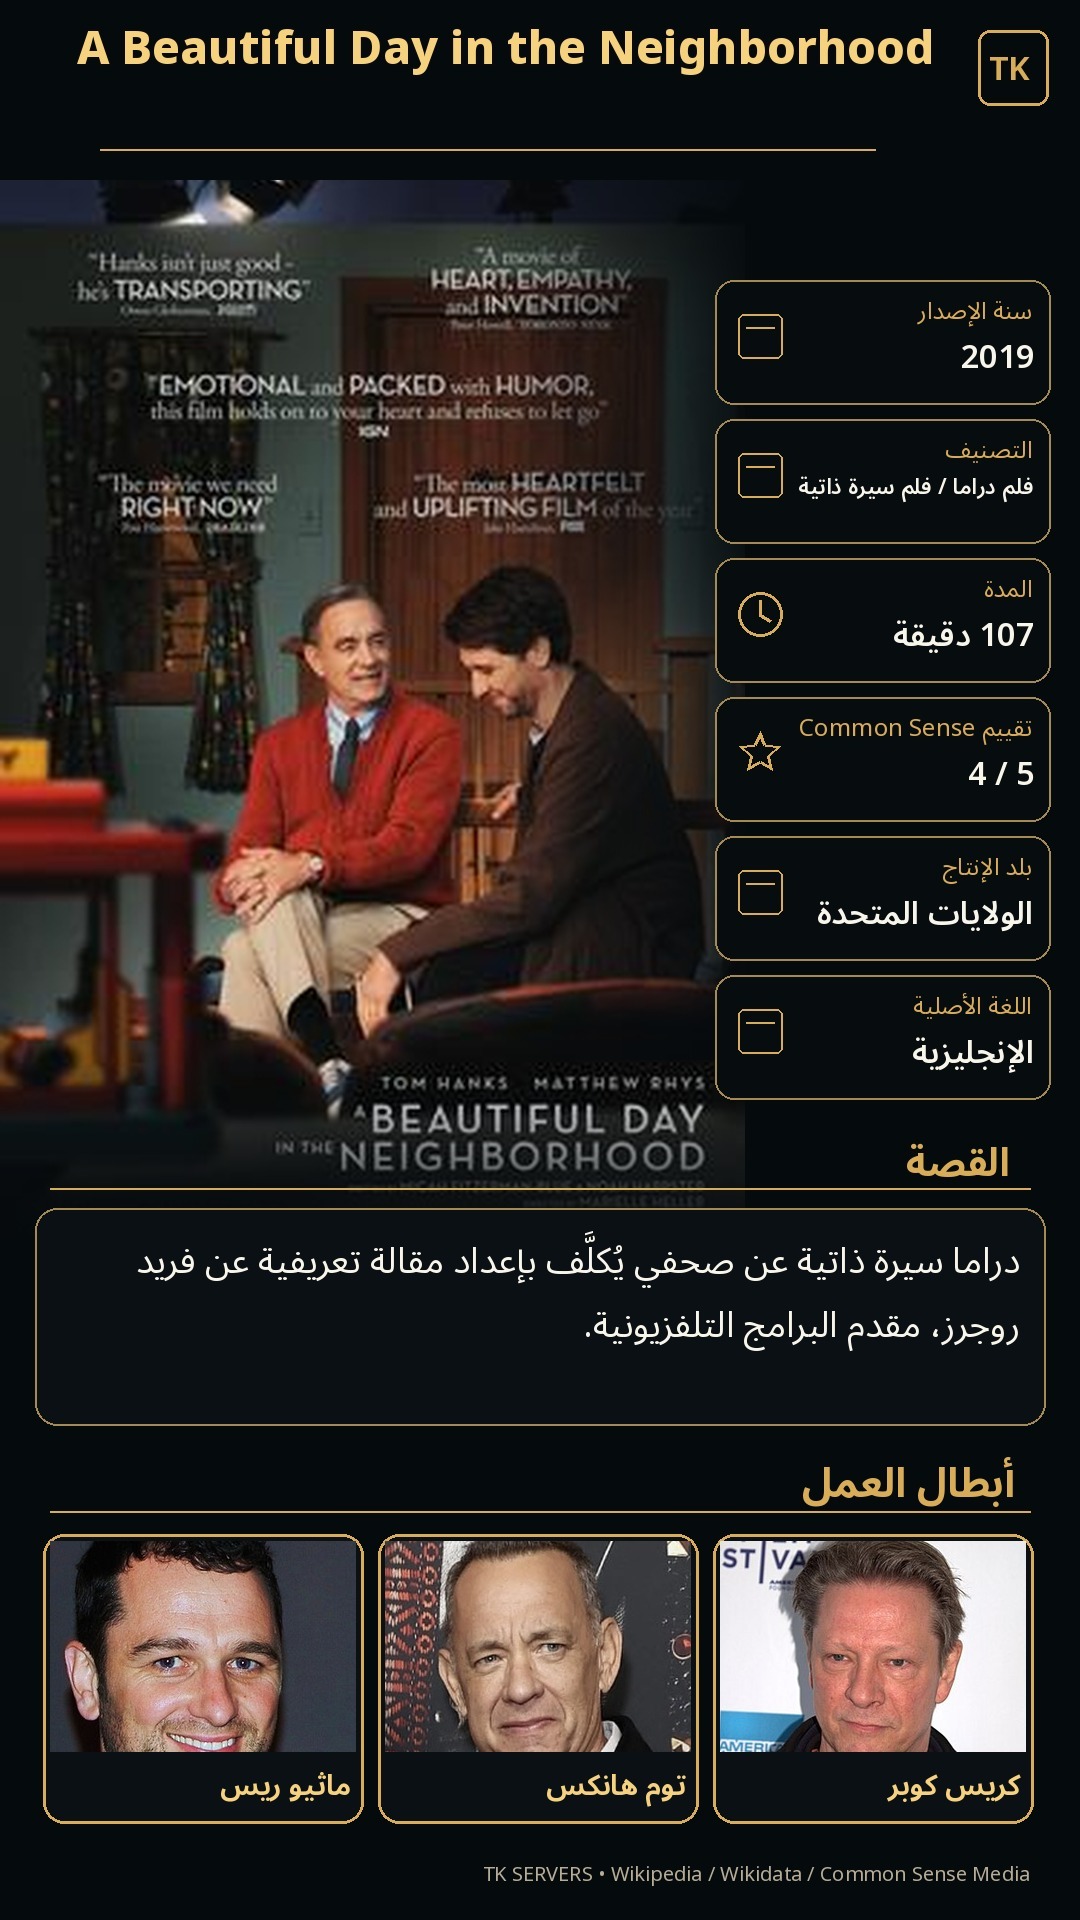 A Beautiful Day in the Neighborhood
TK
"Hanks isn't just good –
he's TRANSPORTING"
"A movie of
HEART, EMPATHY,
and INVENTION"
"EMOTIONAL and PACKED with HUMOR,
this film holds on to your heart and refuses to let go"
IGN
"The movie we need
RIGHT NOW"
"The most HEARTFELT
and UPLIFTING FILM of the year"
TOM HANKS MATTHEW RHYS
A BEAUTIFUL DAY
IN THE NEIGHBORHOOD
MARIELLE HELLER
سنة الإصدار
2019
التصنيف
فلم دراما / فلم سيرة ذاتية
المدة
107 دقيقة
تقييم Common Sense
4 / 5
بلد الإنتاج
الولايات المتحدة
اللغة الأصلية
الإنجليزية
القصة
دراما سيرة ذاتية عن صحفي يُكلَّف بإعداد مقالة تعريفية عن فريد
روجرز، مقدم البرامج التلفزيونية.
أبطال العمل
ST VA
AMERIC
كريس كوبر
توم هانكس
ماثيو ريس
TK SERVERS • Wikipedia / Wikidata / Common Sense Media